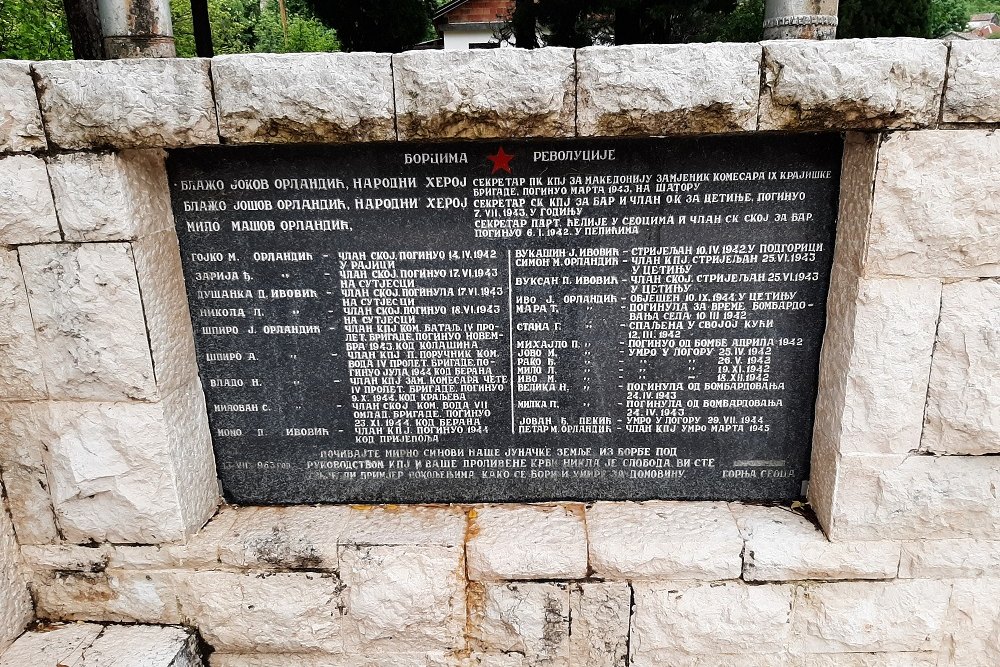 БОРЦИМА РЕВОЛУЦИЈЕ
БЛАЖО ЈОКОВ ОРЛАНДИЋ, НАРОДНИ ХЕРОЈ СЕКРЕТАР ПК КПЈ ЗА МАКЕДОНИЈУ ЗАМЈЕНИК КОМЕСАРА IX КРАЈИШКЕ
БРИГАДЕ, ПОГИНУО МАРТА 1943, НА ШАТОРУ
БЛАЖО ЈОШОВ ОРЛАНДИЋ, НАРОДНИ ХЕРОЈ СЕКРЕТАР СК КПЈ ЗА БАР И ЧЛАН ОК ЗА ЦЕТИЊЕ, ПОГИНУО
7. VII. 1943, У ГОДИЊУ
МИЛО МАШОВ ОРЛАНДИЋ, СЕКРЕТАР ПАРТ. ЋЕЛИЈЕ У СЕОЦИМА И ЧЛАН СК СКОЈ ЗА БАР.
ПОГИНУО 6. I. 1942. У ПЕЛИЧИМА
ГОЈКО М. ОРЛАНДИЋ - ЧЛАН СКОЈ, ПОГИНУО 14. IV. 1942
У РАЈИЦИ
ЗАРИЈА Ђ. " - ЧЛАН СКОЈ, ПОГИНУО 17. VI. 1943
НА СУТЈЕСЦИ
ДУШАНКА Д. ИВОВИЋ - ЧЛАН СКОЈ, ПОГИНУЛА 17. VI. 1943
НА СУТЈЕСЦИ
НИКОЛА Л. " - ЧЛАН СКОЈ, ПОГИНУО 18. VI. 1943
НА СУТЈЕСЦИ
ШПИРО Ј. ОРЛАНДИЋ - ЧЛАН КПЈ КОМ. БАТАЉ. IV ПРО-
ЛЕТ. БРИГАДЕ, ПОГИНУО НОВЕМ-
БРА 1943. КОД КОЛАШИНА
ШПИРО А. " - ЧЛАН КПЈ П. ПОРУЧНИК КОМ.
ВОДА IV ПРОЛЕТ. БРИГАДЕ, ПО-
ГИНУО ЈУЛА 1944 КОД БЕРАНА
ВЛАДО Н. " - ЧЛАН КПЈ ЗАМ. КОМЕСАРА ЧЕТЕ
IV ПРОЛЕТ. БРИГАДЕ, ПОГИНУО
9. X. 1944. КОД КРАЉЕВА
МИЛОВАН С. " - ЧЛАН СКОЈ КОМ. ВОДА VII
ОМЛАД. БРИГАДЕ, ПОГИНУО
23. XI. 1944. КОД БЕРАНА
МОМО Д. ИВОВИЋ - ЧЛАН КПЈ, ПОГИНУО 1944
КОД ПРИЈЕПОЉА
ВУКАШИН Ј. ИВОВИЋ - СТРИЈЕЉАН 10. IV. 1942. У ПОДГОРИЦИ
СИМОН М. ОРЛАНДИЋ - ЧЛАН КПЈ, СТРИЈЕЉАН 25. VI. 1943
У ЦЕТИЊУ
ВУКСАН П. ИВОВИЋ - ЧЛАН СКОЈ, СТРИЈЕЉАН 25. VI. 1943
У ЦЕТИЊУ
ИВО Ј. ОРЛАНДИЋ - ОБЈЕШЕН 10. IX. 1944 У ЦЕТИЊУ
МАРА Т. " - ПОГИНУЛА ЗА ВРЕМЕ БОМБАРДО-
ВАЊА СЕЛА 10. III. 1942
СТАНА Г. " - СПАЉЕНА У СВОЈОЈ КУЋИ
12. III. 1942
МИХАЈЛО П. " - ПОГИНУО ОД БОМБЕ АПРИЛА 1942
ЈОВО М. " - УМРО У ЛОГОРУ 25. IV. 1942
РАКО Ђ. " - " " 26. V. 1942
МИЛО Л. " - " " 19. XI. 1942
ИВО М. " - " " 18. XII. 1942
ВЕЛИКА Н. " - ПОГИНУЛА ОД БОМБАРДОВАЊА
24. IV. 1943
МИЛКА П. " - ПОГИНУЛА ОД БОМБАРДОВАЊА
24. IV. 1943
ЈОВАН Ђ. ПЕКИЋ - УМРО У ЛОГОРУ 29. VII. 1944
ПЕТАР М. ОРЛАНДИЋ - ЧЛАН КПЈ УМРО МАРТА 1945
ПОЧИВАЈТЕ МИРНО СИНОВИ НАШЕ ЈУНАЧКЕ ЗЕМЉЕ, ИЗ БОРБЕ ПОД
РУКОВОДСТВОМ КПЈ И ВАШЕ ПРОЛИВЕНЕ КРВИ НИКЛА ЈЕ СЛОБОДА. ВИ СТЕ
ПРИМЈЕР ПОКОЉЕЊИМА, КАКО СЕ БОРИ И УМИРЕ ЗА ДОМОВИНУ. ГОРЊА СЕОЦА